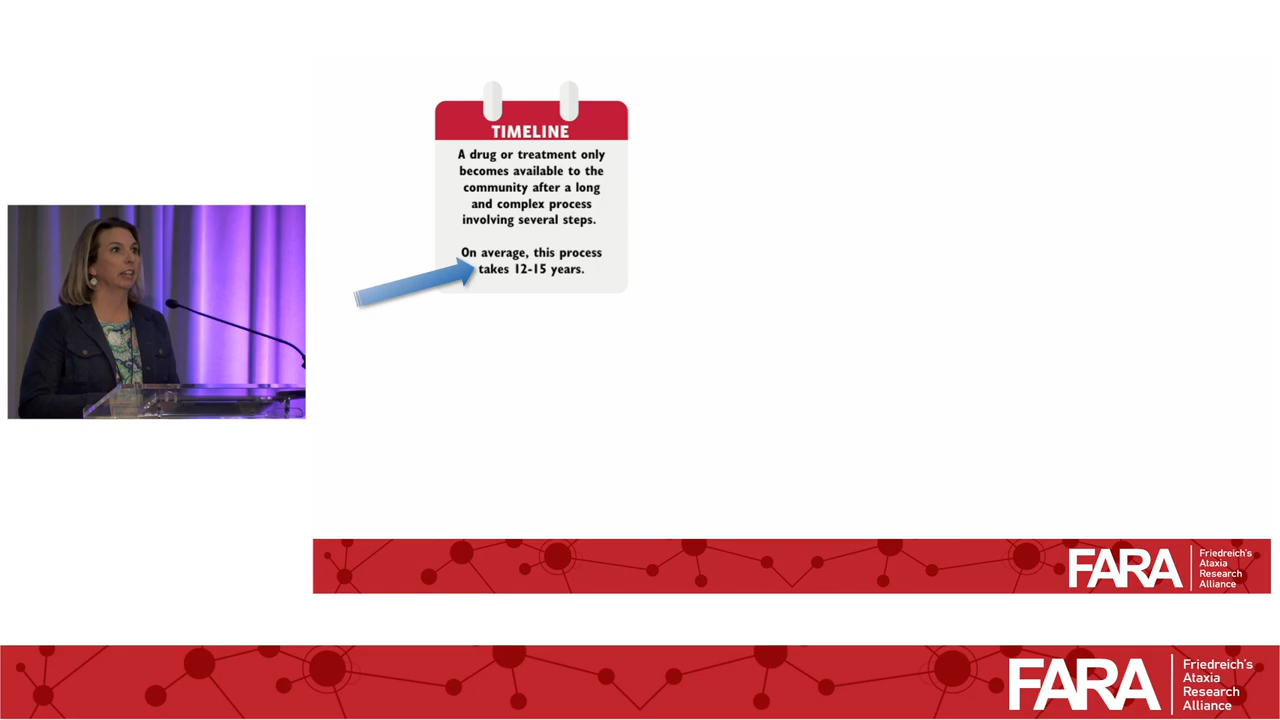 TIMELINE
A drug or treatment only
becomes available to the
community after a long
and complex process
involving several steps.
On average, this process
takes 12-15 years.
FARA
Friedreich's
Ataxia
Research
Alliance
FARA
Friedreich's
Ataxia
Research
Alliance